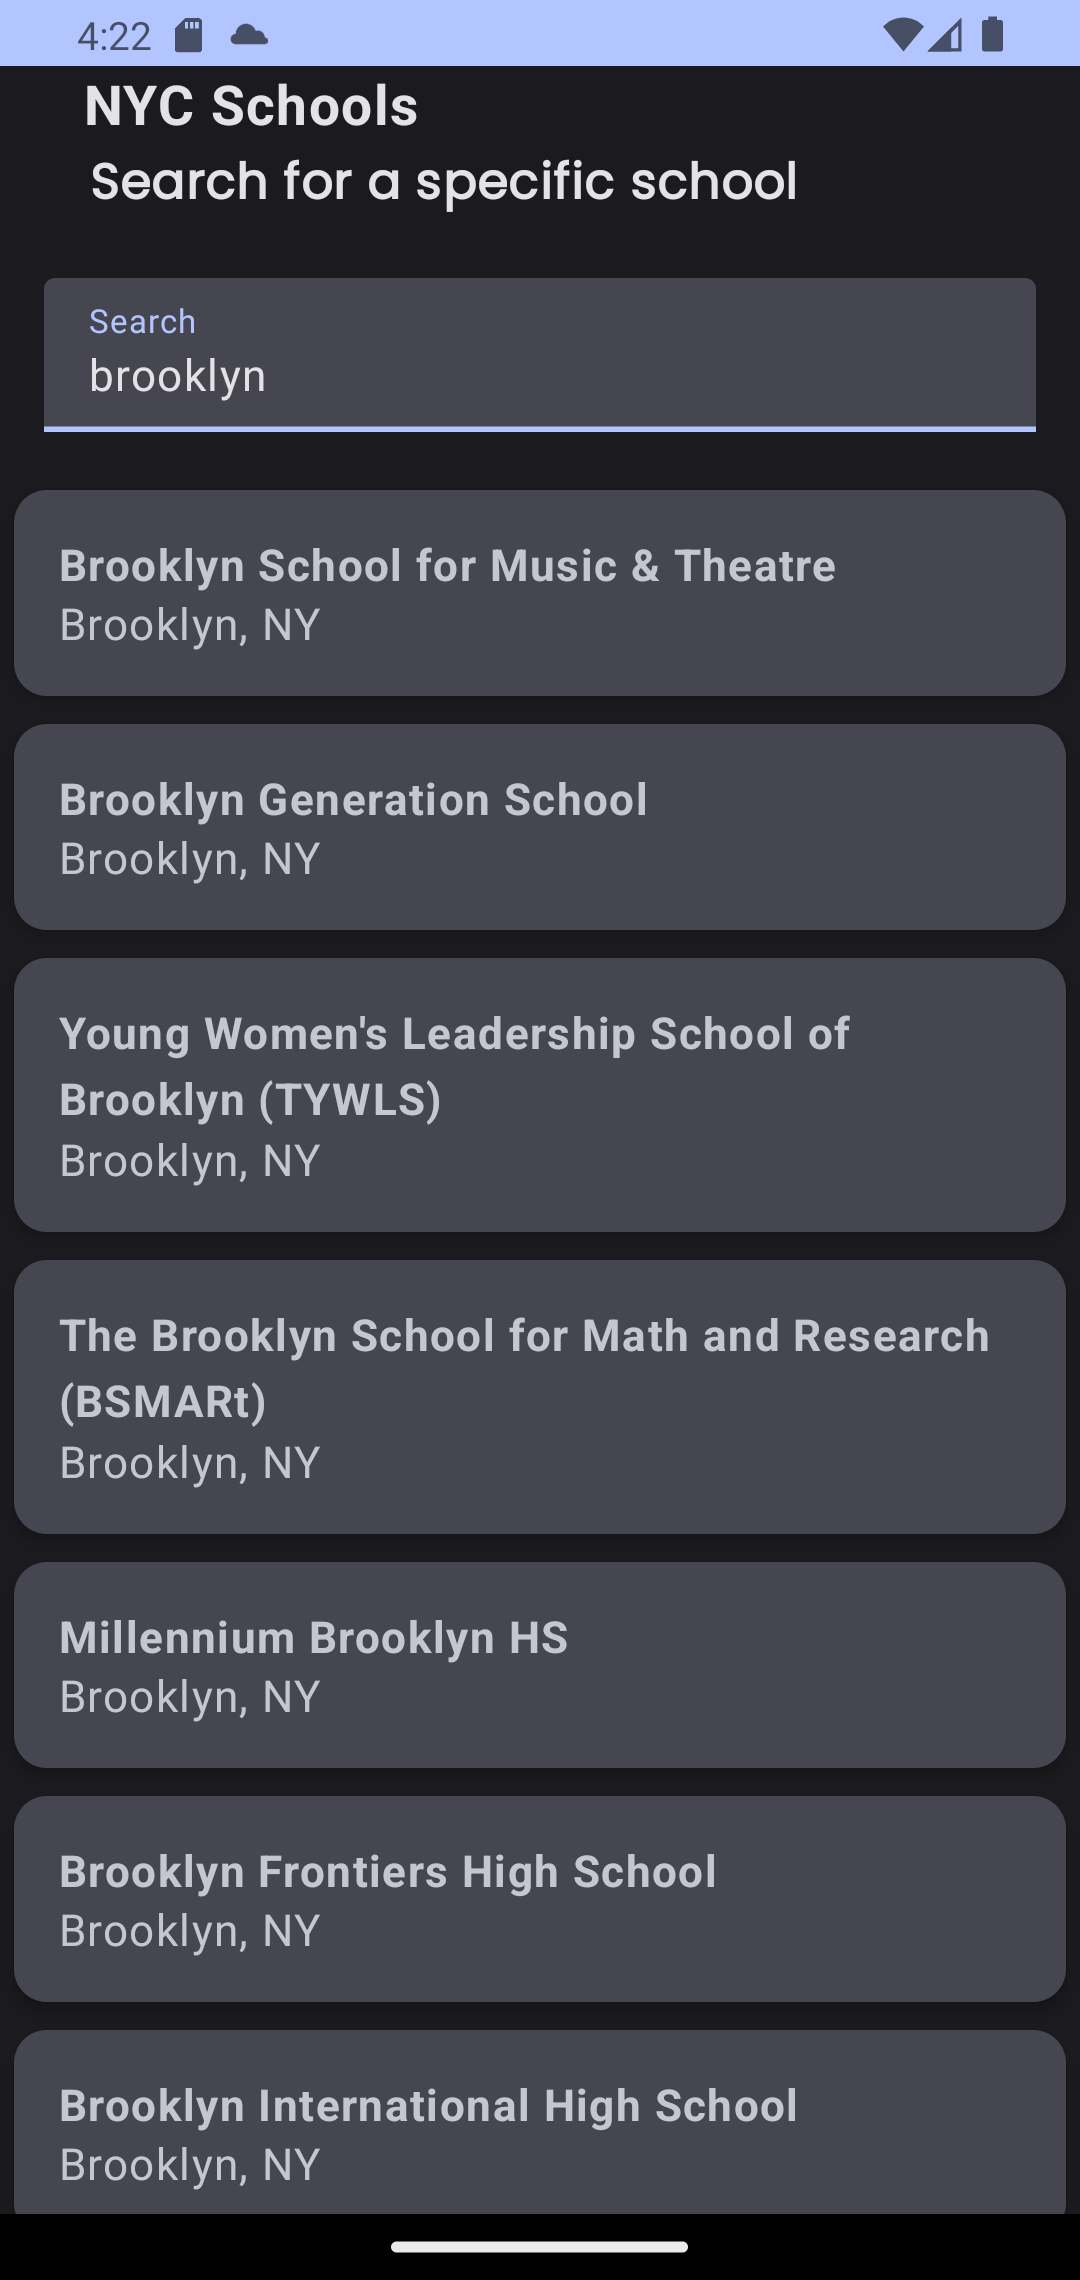 4:22
NYC Schools
Search for a specific school
Search
brooklyn
Brooklyn School for Music & Theatre
Brooklyn, NY
Brooklyn Generation School
Brooklyn, NY
Young Women's Leadership School of
Brooklyn (TYWLS)
Brooklyn, NY
The Brooklyn School for Math and Research
(BSMARt)
Brooklyn, NY
Millennium Brooklyn HS
Brooklyn, NY
Brooklyn Frontiers High School
Brooklyn, NY
Brooklyn International High School
Brooklyn, NY